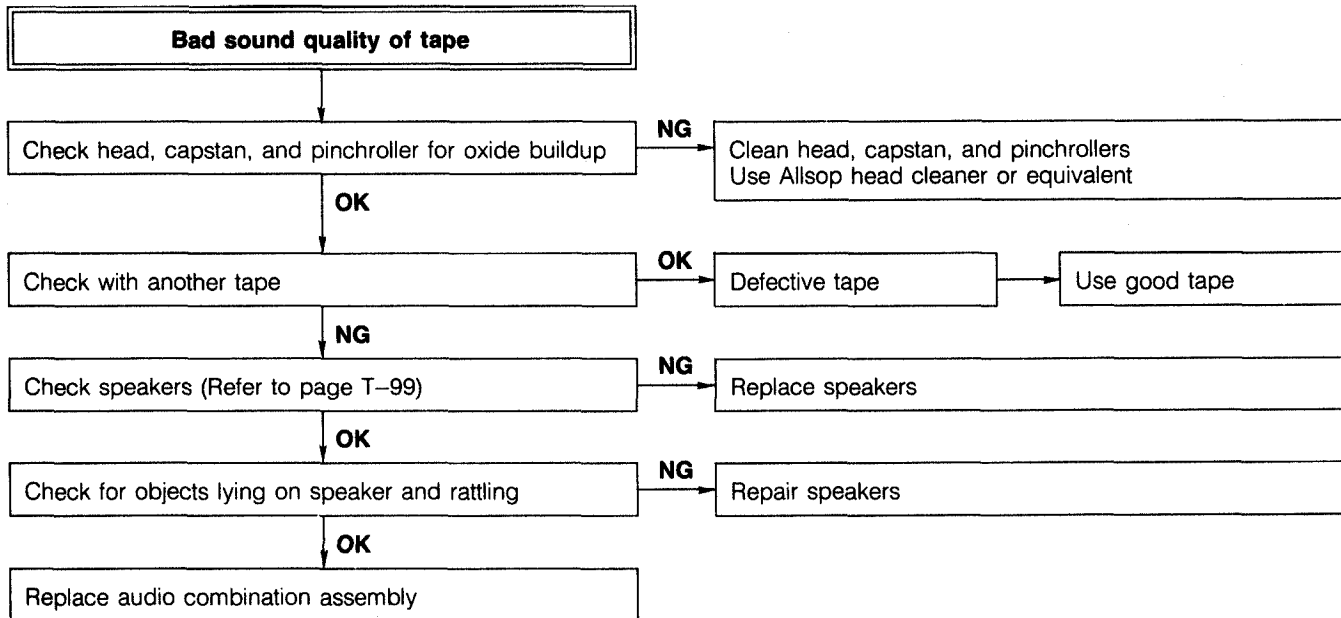 Bad sound quality of tape
Check head, capstan, and pinchroller for oxide buildup
NG
Clean head, capstan, and pinchrollers
Use Allsop head cleaner or equivalent
OK
Check with another tape
OK
Defective tape
Use good tape
NG
Check speakers (Refer to page T–99)
NG
Replace speakers
OK
Check for objects lying on speaker and rattling
NG
Repair speakers
OK
Replace audio combination assembly